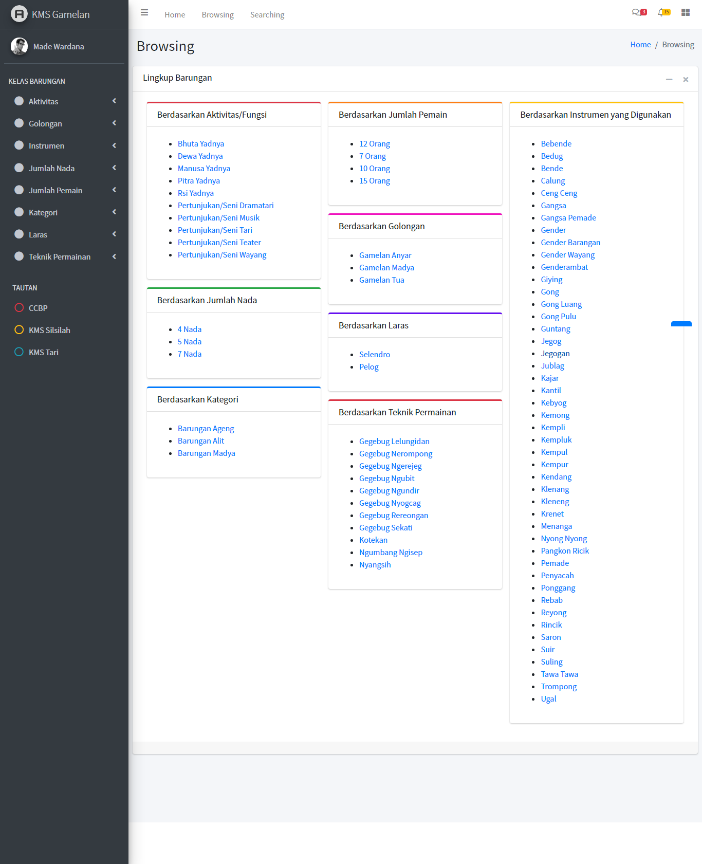 KMS Gamelan
Made Wardana
KELAS BARUNGAN
Aktivitas
Golongan
Instrumen
Jumlah Nada
Jumlah Pemain
Kategori
Laras
Teknik Permainan
TAUTAN
CCBP
KMS Silsilah
KMS Tari
Home Browsing Searching
Browsing
Home / Browsing
Lingkup Barungan
Berdasarkan Aktivitas/Fungsi
Bhuta Yadnya
Dewa Yadnya
Manusa Yadnya
Pitra Yadnya
Rsi Yadnya
Pertunjukan/Seni Dramatari
Pertunjukan/Seni Musik
Pertunjukan/Seni Tari
Pertunjukan/Seni Teater
Pertunjukan/Seni Wayang
Berdasarkan Jumlah Nada
4 Nada
5 Nada
7 Nada
Berdasarkan Kategori
Barungan Ageng
Barungan Alit
Barungan Madya
Berdasarkan Jumlah Pemain
12 Orang
7 Orang
10 Orang
15 Orang
Berdasarkan Golongan
Gamelan Anyar
Gamelan Madya
Gamelan Tua
Berdasarkan Laras
Selendro
Pelog
Berdasarkan Teknik Permainan
Gegebug Lelungidan
Gegebug Nerompong
Gegebug Ngerejeg
Gegebug Ngubit
Gegebug Ngundir
Gegebug Nyogcag
Gegebug Rereongan
Gegebug Sekati
Kotekan
Ngumbang Ngisep
Nyangsih
Berdasarkan Instrumen yang Digunakan
Bebende
Bedug
Bende
Calung
Ceng Ceng
Gangsa
Gangsa Pemade
Gender
Gender Barangan
Gender Wayang
Genderambat
Giying
Gong
Gong Luang
Gong Pulu
Guntang
Jegog
Jegogan
Jublag
Kajar
Kantil
Kebyog
Kemong
Kempli
Kempluk
Kempul
Kempur
Kendang
Klenang
Kleneng
Krenet
Menanga
Nyong Nyong
Pangkon Ricik
Pemade
Penyacah
Ponggang
Rebab
Reyong
Rincik
Saron
Suir
Suling
Tawa Tawa
Trompong
Ugal